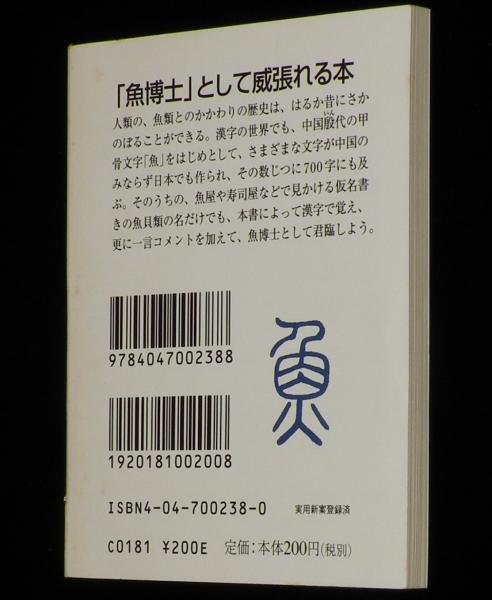 「魚博士」として威張れる本
人類の、魚類とのかかわりの歴史は、はるか昔にさか
のぼることができる。漢字の世界でも、中国殷代の甲
いん
骨文字「魚」をはじめとして、さまざまな文字が中国の
みならず日本でも作られ、その数じつに700字にも及
ぶ。そのうちの、魚屋や寿司屋などで見かける仮名書
きの魚貝類の名だけでも、本書によって漢字で覚え、
更に一言コメントを加えて、魚博士として君臨しよう。
9784047002388
魚
1920181002008
ISBN4-04-700238-0
実用新案登録済
C0181 ¥200E
定価：本体200円（税別）